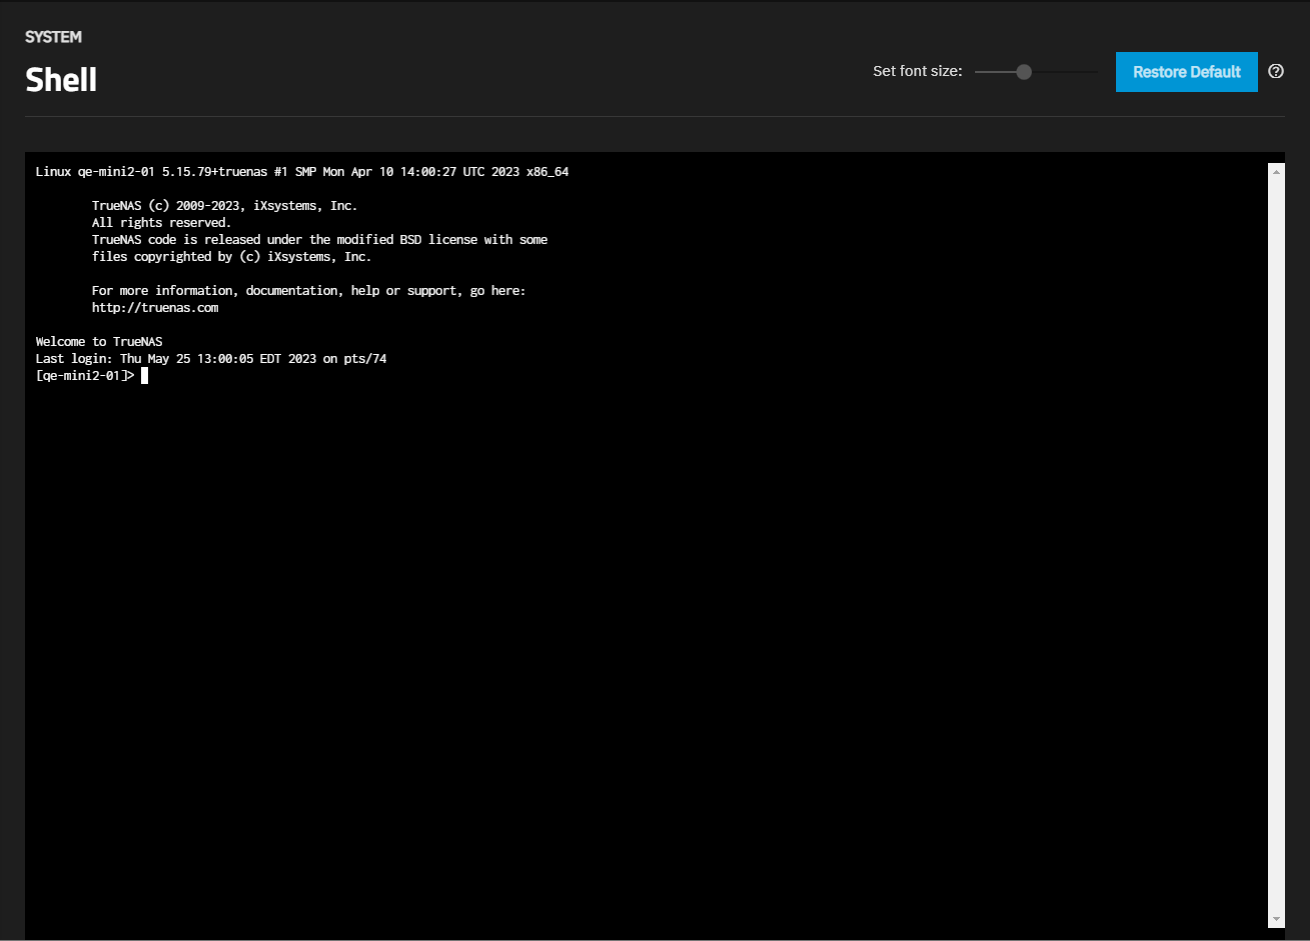 SYSTEM
Shell
Set font size:
Restore Default
Linux qe-mini2-01 5.15.79+truenas #1 SMP Mon Apr 10 14:00:27 UTC 2023 x86_64
TrueNAS (c) 2009-2023, iXsystems, Inc.
All rights reserved.
TrueNAS code is released under the modified BSD license with some
files copyrighted by (c) iXsystems, Inc.
For more information, documentation, help or support, go here:
http://truenas.com
Welcome to TrueNAS
Last login: Thu May 25 13:00:05 EDT 2023 on pts/74
[qe-mini2-01]>